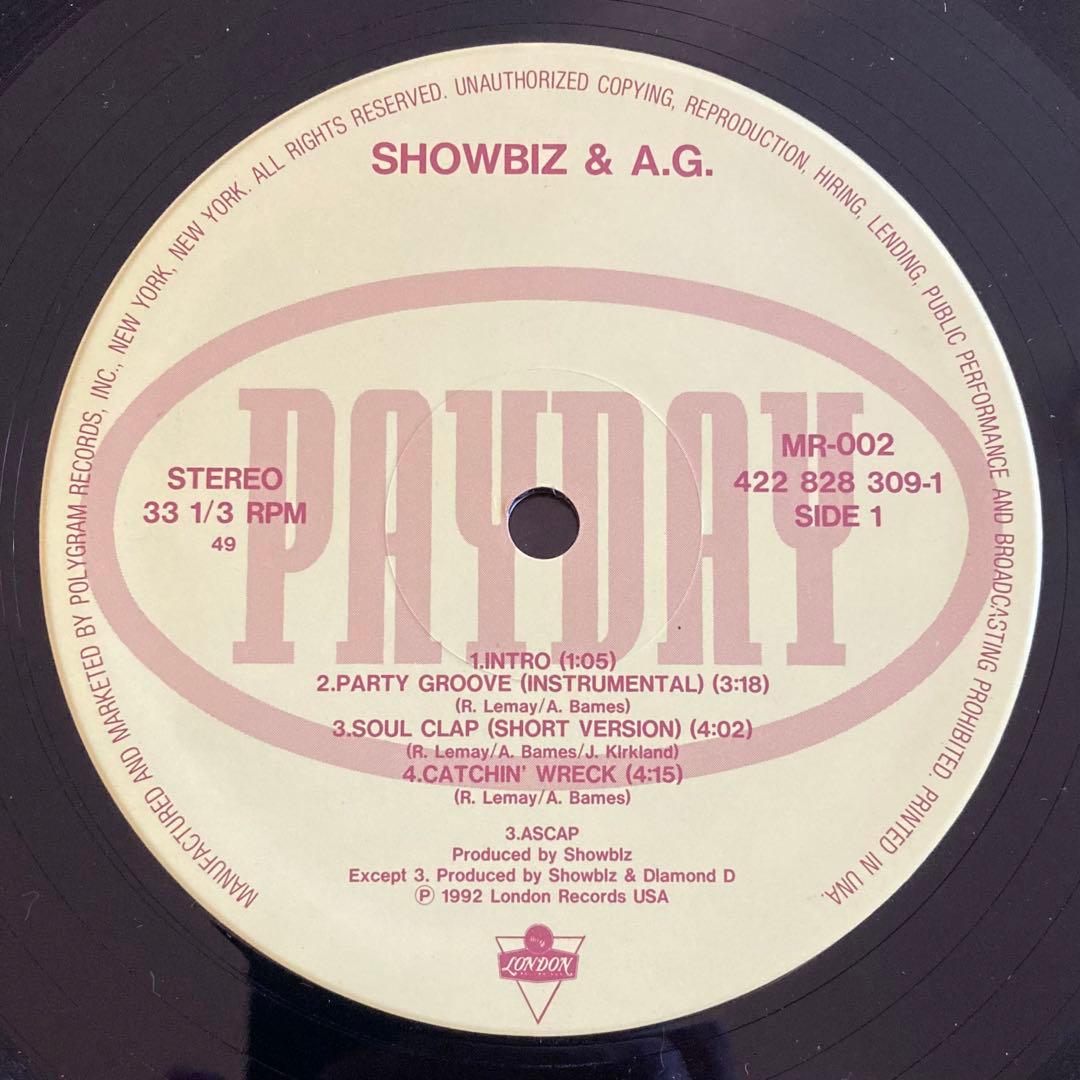 MANUFACTURED AND MARKETED BY POLYGRAM RECORDS, INC., NEW YORK, NEW YORK. ALL RIGHTS RESERVED. UNAUTHORIZED COPYING, REPRODUCTION, HIRING, LENDING, PUBLIC PERFORMANCE AND BROADCASTING PROHIBITED. PRINTED IN UNA.
SHOWBIZ & A.G.
PAYDAY
STEREO
33 1/3 RPM
49
MR-002
422 828 309-1
SIDE 1
1.INTRO (1:05)
2.PARTY GROOVE (INSTRUMENTAL) (3:18)
(R. Lemay/A. Bames)
3.SOUL CLAP (SHORT VERSION) (4:02)
(R. Lemay/A. Bames/J. KIrkland)
4.CATCHIN' WRECK (4:15)
(R. Lemay/A. Bames)
3.ASCAP
Produced by ShowbIz
Except 3. Produced by ShowbIz & DIamond D
Ⓟ 1992 London Records USA
LONDON